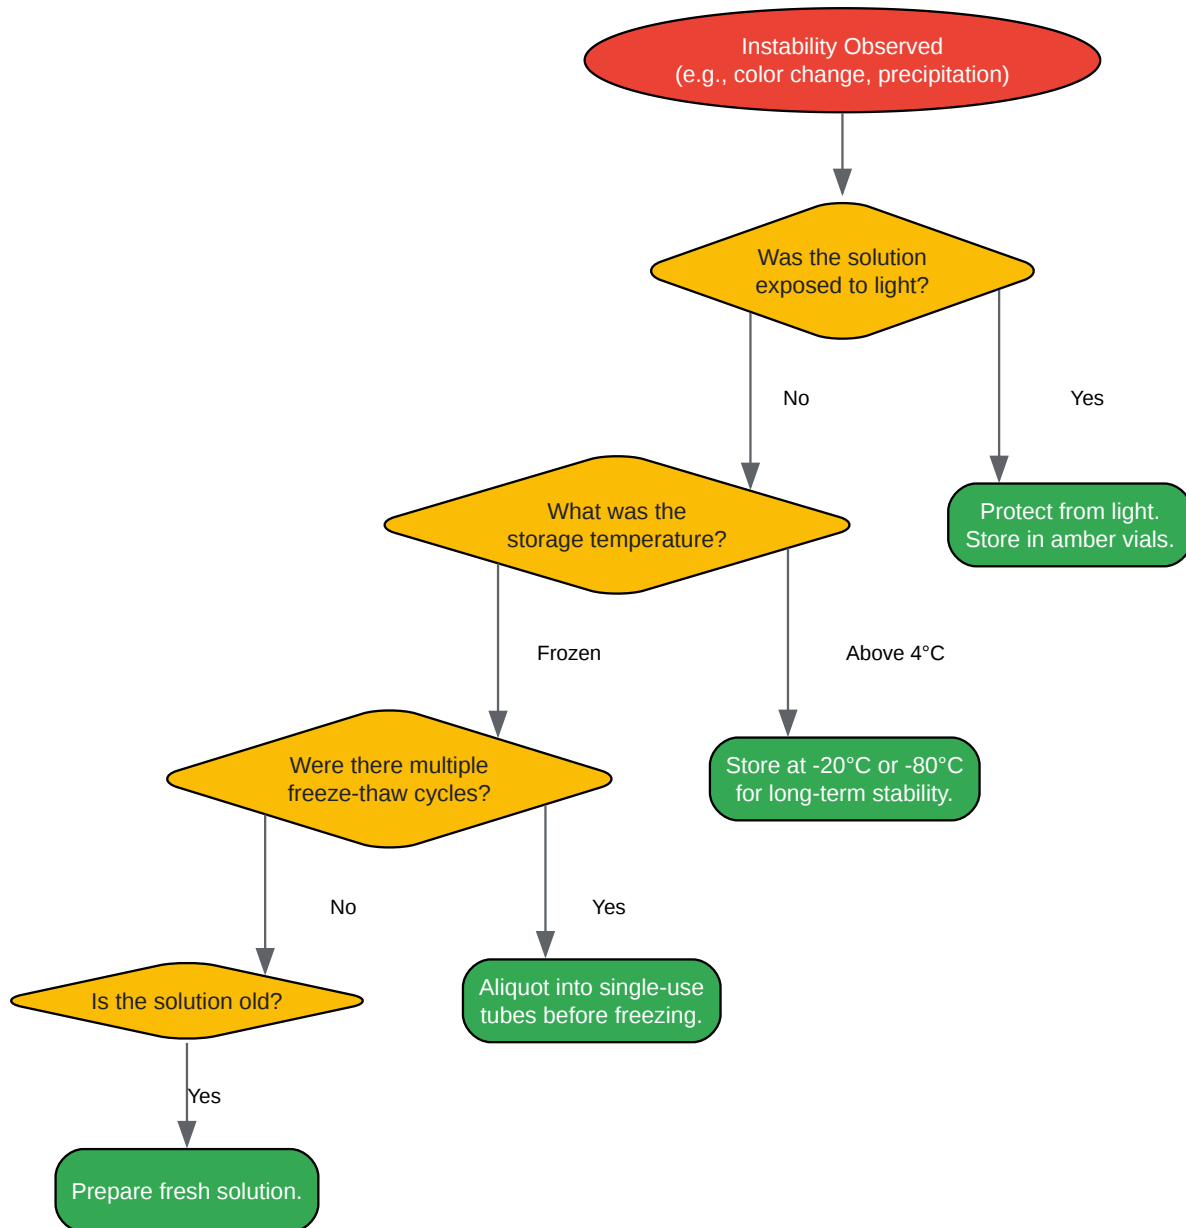 Instability Observed
(e.g., color change, precipitation)
Was the solution
exposed to light?
No
Yes
What was the
storage temperature?
Protect from light.
Store in amber vials.
Frozen
Above 4°C
Were there multiple
freeze-thaw cycles?
Store at -20°C or -80°C
for long-term stability.
No
Yes
Is the solution old?
Aliquot into single-use
tubes before freezing.
Yes
Prepare fresh solution.